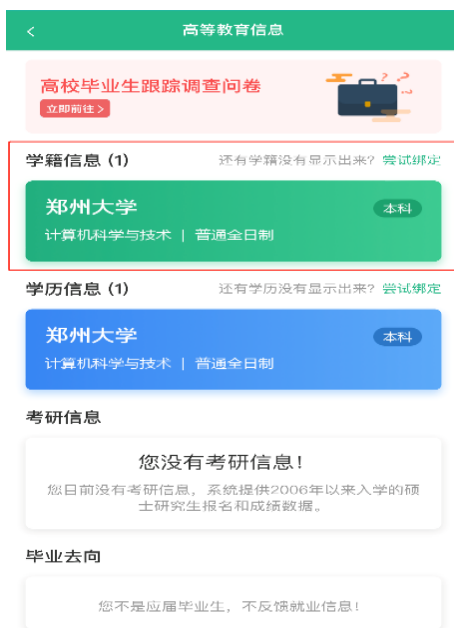 高等教育信息
高校毕业生跟踪调查问卷
立即前往>
学籍信息 (1) 还有学籍没有显示出来? 尝试绑定
郑州大学 本科
计算机科学与技术 | 普通全日制
学历信息 (1) 还有学历没有显示出来? 尝试绑定
郑州大学 本科
计算机科学与技术 | 普通全日制
考研信息
您没有考研信息!
您目前没有考研信息, 系统提供2006年以来入学的硕
士研究生报名和成绩数据。
毕业去向
您不是应届毕业生, 不反馈就业信息!